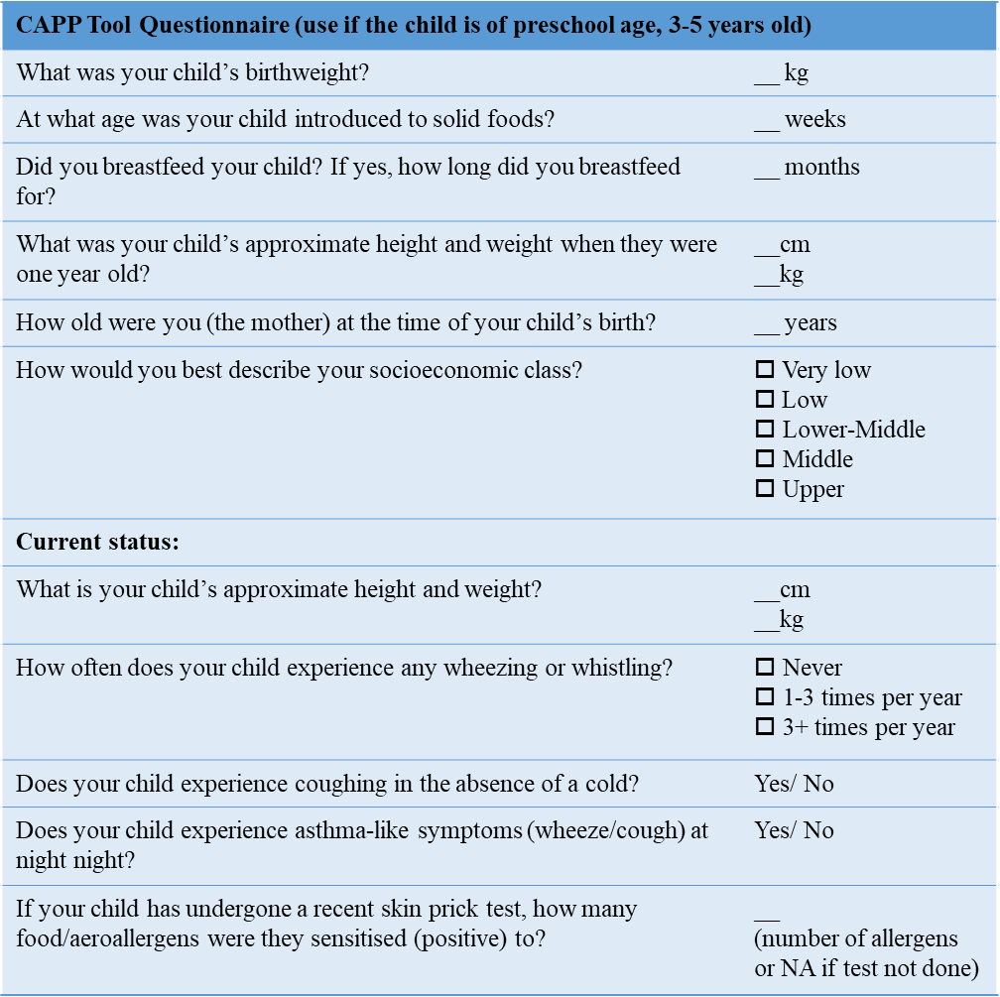 CAPP Tool Questionnaire (use if the child is of preschool age, 3-5 years old)
What was your child’s birthweight?
__ kg
At what age was your child introduced to solid foods?
__ weeks
Did you breastfeed your child? If yes, how long did you breastfeed
for?
__ months
What was your child’s approximate height and weight when they were
one year old?
__cm
__kg
How old were you (the mother) at the time of your child’s birth?
__ years
How would you best describe your socioeconomic class?
☐ Very low
☐ Low
☐ Lower-Middle
☐ Middle
☐ Upper
Current status:
What is your child’s approximate height and weight?
__cm
__kg
How often does your child experience any wheezing or whistling?
☐ Never
☐ 1-3 times per year
☐ 3+ times per year
Does your child experience coughing in the absence of a cold?
Yes/ No
Does your child experience asthma-like symptoms (wheeze/cough) at
night night?
Yes/ No
If your child has undergone a recent skin prick test, how many
food/aeroallergens were they sensitised (positive) to?
__
(number of allergens
or NA if test not done)